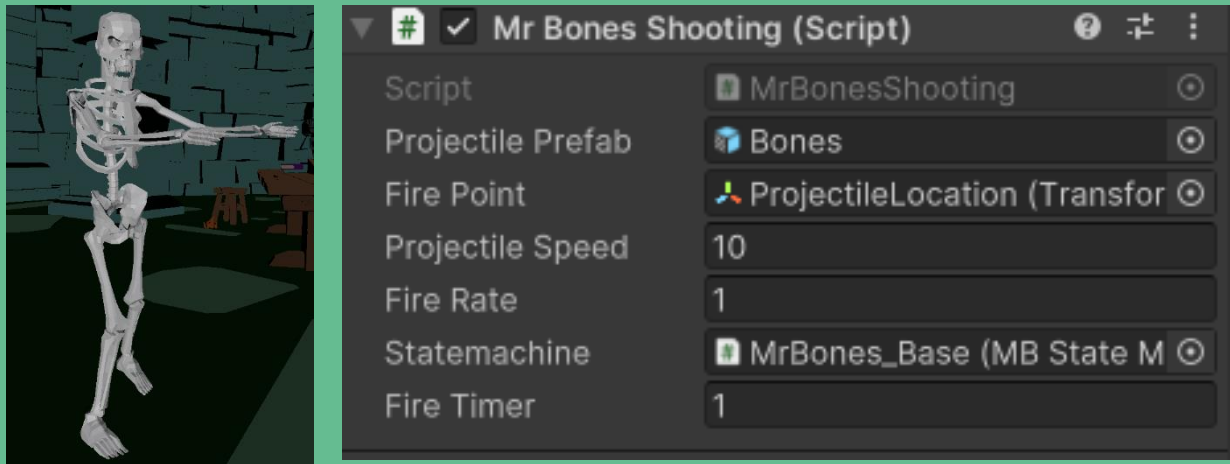 Mr Bones Shooting (Script)
Script MrBonesShooting
Projectile Prefab Bones
Fire Point ProjectileLocation (Transfor
Projectile Speed 10
Fire Rate 1
Statemachine MrBones_Base (MB State M
Fire Timer 1